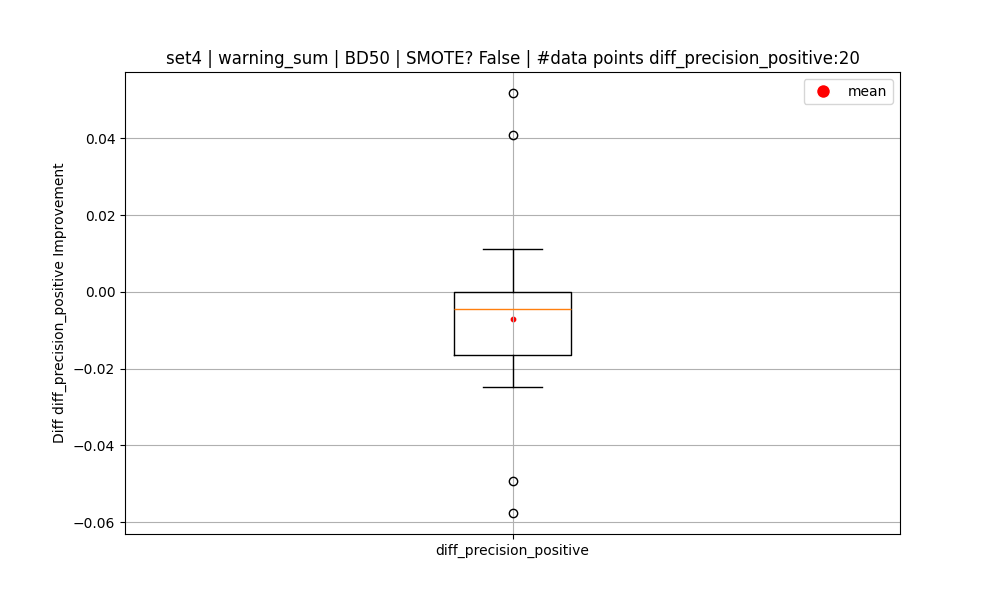 set4 | warning_sum | BD50 | SMOTE? False | #data points diff_precision_positive:20
mean
0.04
0.02
0.00
−0.02
−0.04
−0.06
Diff diff_precision_positive Improvement
diff_precision_positive